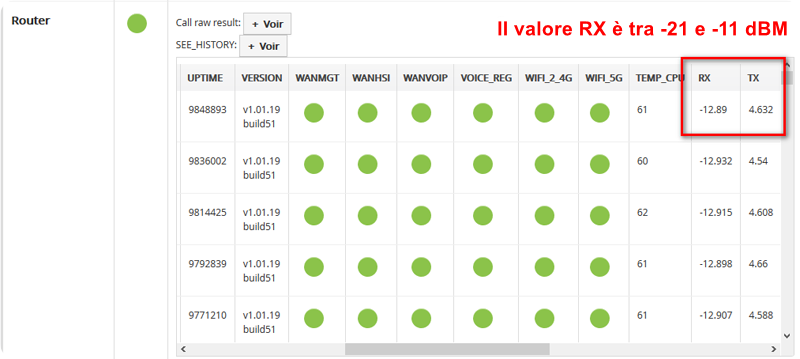 Il valore RX è tra -21 e -11 dBM
Router
Call raw result: + Voir
SEE_HISTORY: + Voir
UPTIME VERSION WANMGT WANHSI WANVOIP VOICE_REG WIFI_2_4G WIFI_5G TEMP_CPU RX TX
9848893 v1.01.19 61 -12.89 4.632
build51
9836002 v1.01.19 60 -12.932 4.54
build51
9814425 v1.01.19 62 -12.915 4.608
build51
9792839 v1.01.19 61 -12.898 4.66
build51
9771210 v1.01.19 61 -12.907 4.588
build51